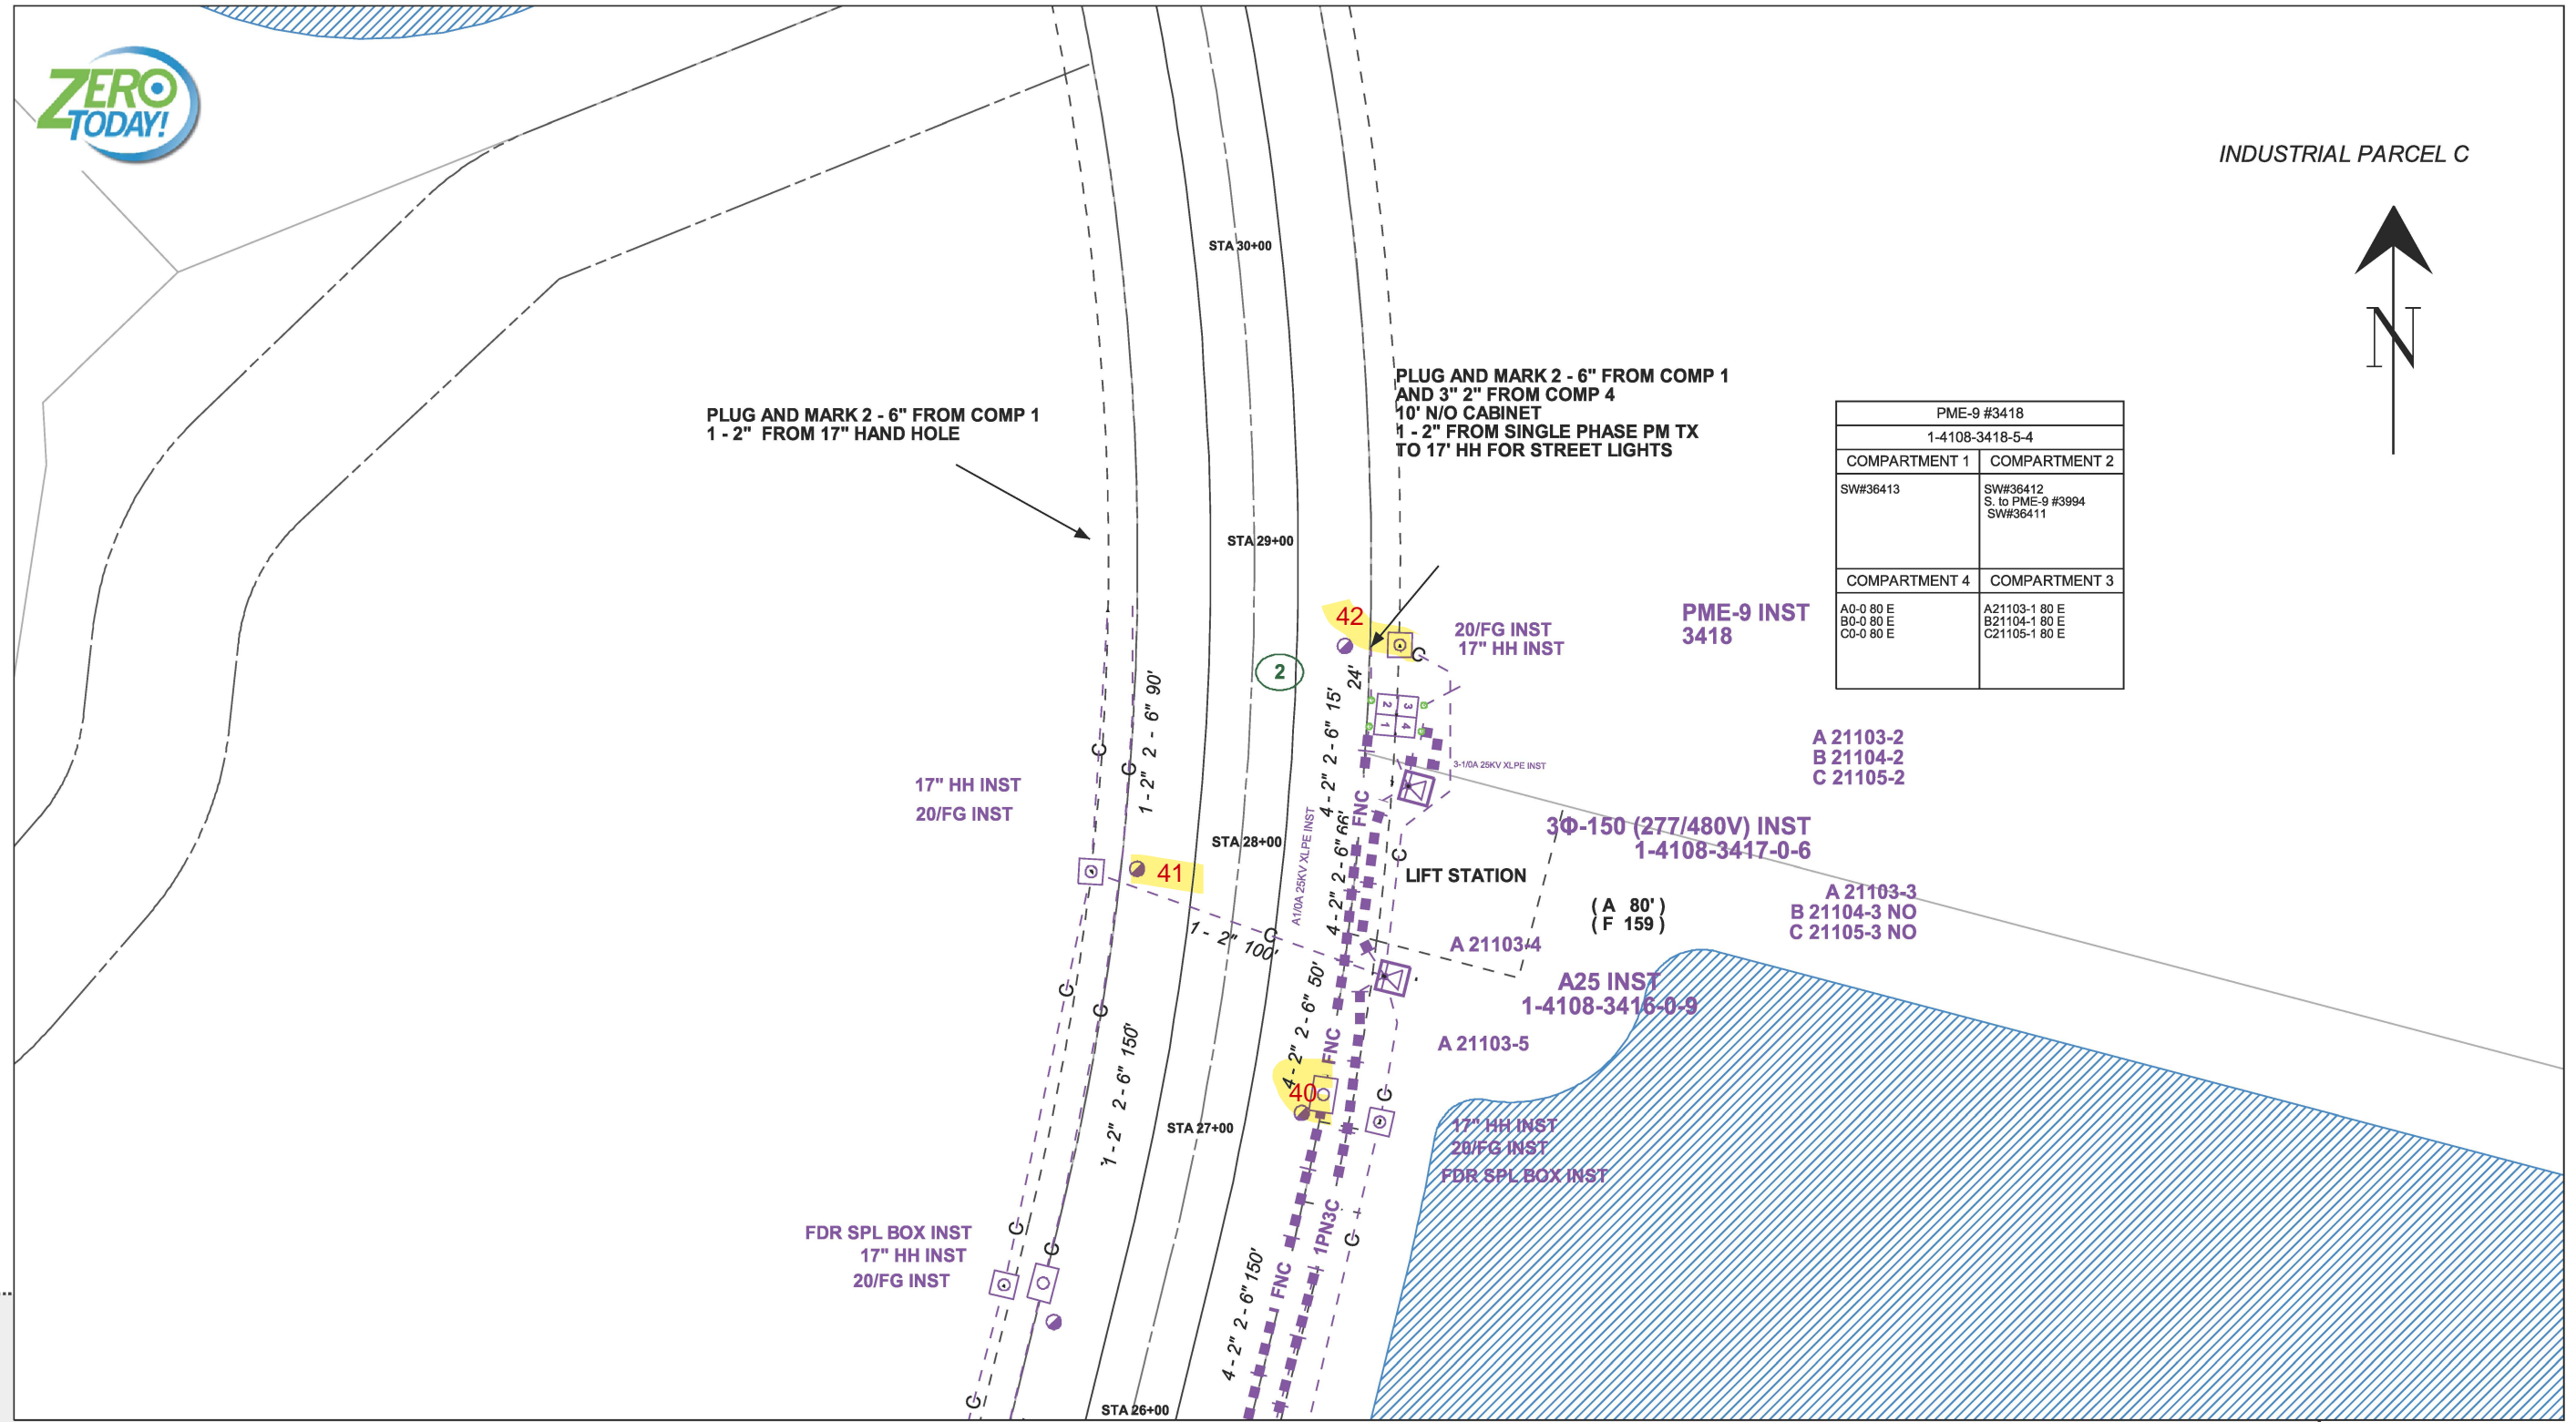 ZERO
TODAY!
INDUSTRIAL PARCEL C
N
STA 30+00
PLUG AND MARK 2 - 6" FROM COMP 1
AND 3" 2" FROM COMP 4
10' N/O CABINET
1 - 2" FROM SINGLE PHASE PM TX
TO 17' HH FOR STREET LIGHTS
PLUG AND MARK 2 - 6" FROM COMP 1
1 - 2" FROM 17" HAND HOLE
PME-9 #3418
1-4108-3418-5-4
COMPARTMENT 1
COMPARTMENT 2
SW#36413
SW#36412
S. to PME-9 #3994
SW#36411
COMPARTMENT 4
COMPARTMENT 3
A0-0 80 E
B0-0 80 E
C0-0 80 E
A21103-1 80 E
B21104-1 80 E
C21105-1 80 E
STA 29+00
42
C
20/FG INST
17" HH INST
PME-9 INST
3418
2
24'
2
3
1
4
1 - 2" 2 - 6" 90'
4 - 2" 2 - 6" 15'
C
C
3-1/0A 25KV XLPE INST
A 21103-2
B 21104-2
C 21105-2
17" HH INST
20/FG INST
FNC
3Φ-150 (277/480V) INST
1-4108-3417-0-6
STA 28+00
4 - 2" 2 - 6" 66'
A1/0A 25KV XLPE INST
C
LIFT STATION
41
A 21103-3
B 21104-3 NO
C 21105-3 NO
( A 80' )
( F 159 )
1 - 2" 100'
C
A 21103-4
A25 INST
1-4108-3416-0-9
C
C
4 - 2" 2 - 6" 50'
FNC
A 21103-5
1 - 2" 2 - 6" 150'
40
C
STA 27+00
17" HH INST
20/FG INST
FDR SPL BOX INST
FDR SPL BOX INST
17" HH INST
20/FG INST
C
C
1PN3C
C
FNC
4 - 2" 2 - 6" 150'
C
STA 26+00